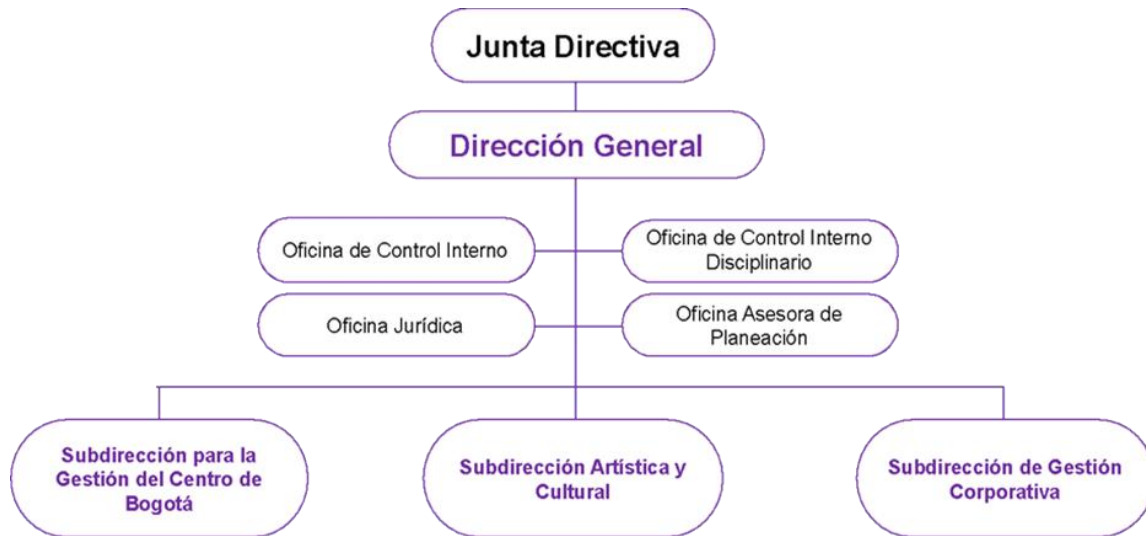 Junta Directiva
Dirección General
Oficina de Control Interno
Oficina de Control Interno
Disciplinario
Oficina Jurídica
Oficina Asesora de
Planeación
Subdirección para la
Gestión del Centro de
Bogotá
Subdirección Artística y
Cultural
Subdirección de Gestión
Corporativa